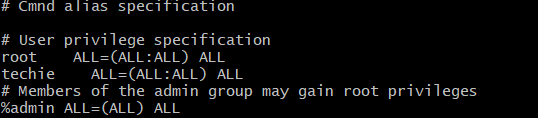 # Cmnd alias specification
# User privilege specification
root    ALL=(ALL:ALL) ALL
techie    ALL=(ALL:ALL) ALL
# Members of the admin group may gain root privileges
%admin ALL=(ALL) ALL